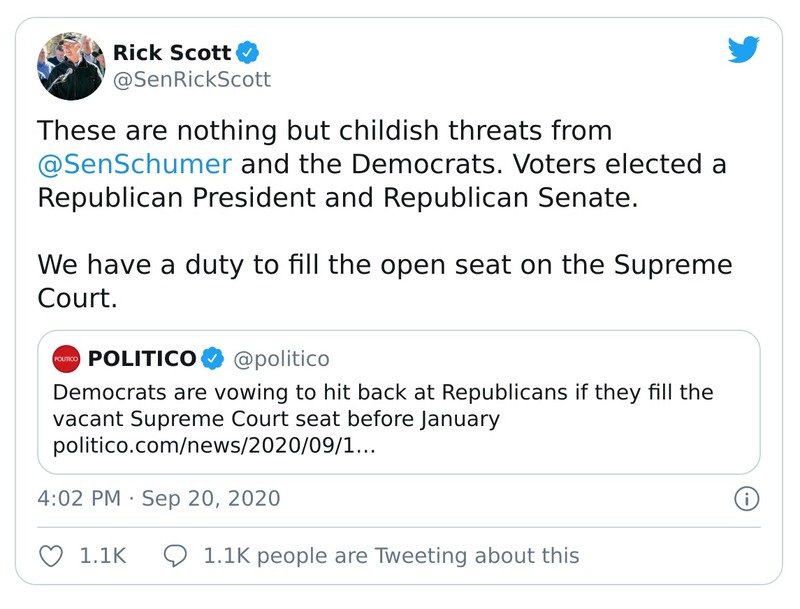 Rick Scott
@SenRickScott
These are nothing but childish threats from
@SenSchumer and the Democrats. Voters elected a
Republican President and Republican Senate.
We have a duty to fill the open seat on the Supreme
Court.
POLITICO
POLITICO @politico
Democrats are vowing to hit back at Republicans if they fill the
vacant Supreme Court seat before January
politico.com/news/2020/09/1…
4:02 PM · Sep 20, 2020
1.1K 1.1K people are Tweeting about this